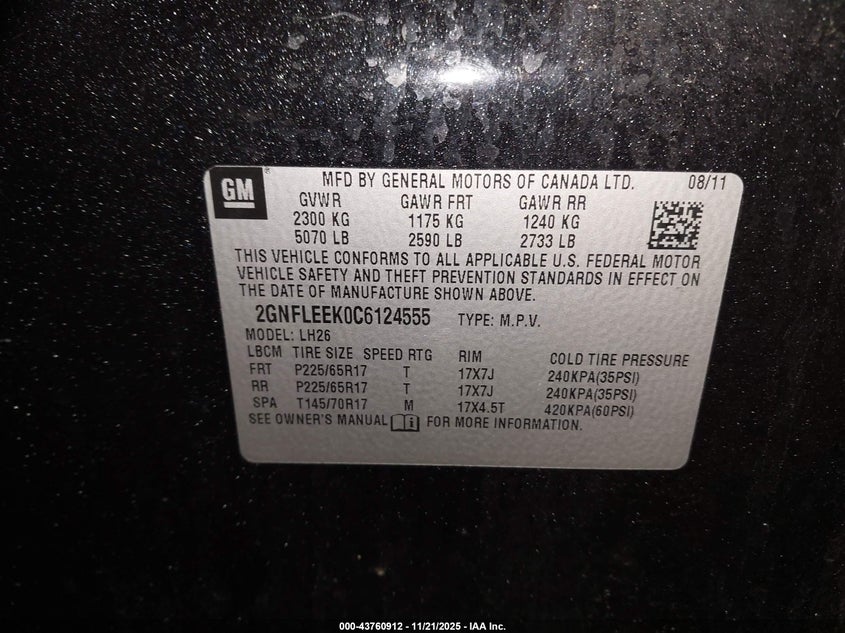 GM ® MFD BY GENERAL MOTORS OF CANADA LTD. 08/11
GVWR GAWR FRT GAWR RR
2300 KG 1175 KG 1240 KG
5070 LB 2590 LB 2733 LB
THIS VEHICLE CONFORMS TO ALL APPLICABLE U.S. FEDERAL MOTOR
VEHICLE SAFETY AND THEFT PREVENTION STANDARDS IN EFFECT ON
THE DATE OF MANUFACTURE SHOWN ABOVE.
2GNFLEEK0C6124555 TYPE: M.P.V.
MODEL: LH26
LBCM TIRE SIZE SPEED RTG RIM COLD TIRE PRESSURE
FRT P225/65R17 T 17X7J 240KPA(35PSI)
RR P225/65R17 T 17X7J 240KPA(35PSI)
SPA T145/70R17 M 17X4.5T 420KPA(60PSI)
SEE OWNER'S MANUAL i FOR MORE INFORMATION.
000-43760912 - 11/21/2025 - IAA Inc.